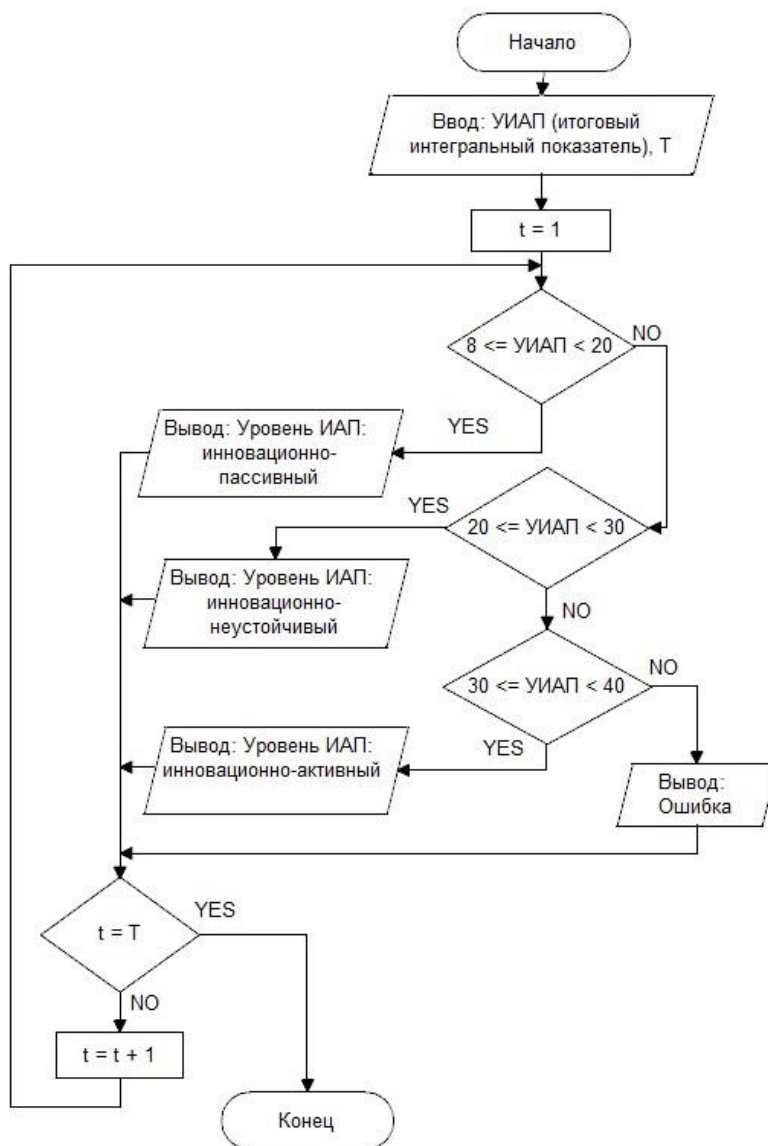 Начало
Ввод: УИАП (итоговый
интегральный показатель), T
t = 1
8 <= УИАП < 20
NO
YES
Вывод: Уровень ИАП:
инновационно-
пассивный
20 <= УИАП < 30
YES
Вывод: Уровень ИАП:
инновационно-
неустойчивый
NO
30 <= УИАП < 40
NO
YES
Вывод: Уровень ИАП:
инновационно-активный
Вывод:
Ошибка
t = T
YES
NO
t = t + 1
Конец